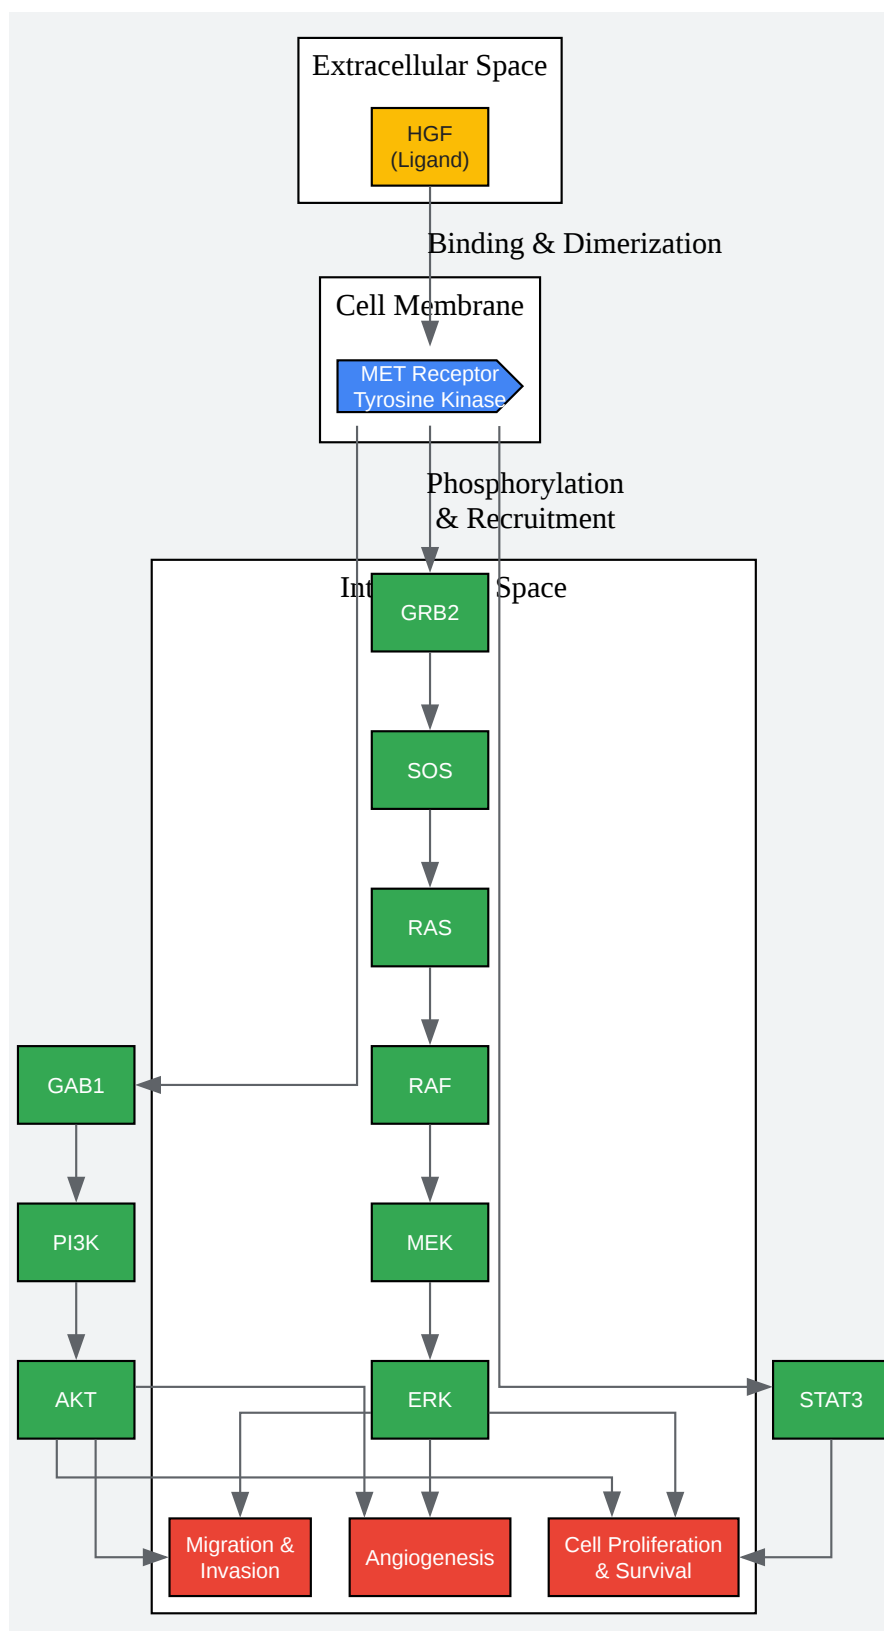 Extracellular Space
HGF
(Ligand)
Binding & Dimerization
Cell Membrane
MET Receptor
Tyrosine Kinase
Phosphorylation
& Recruitment
Space
GRB2
SOS
RAS
GAB1
RAF
PI3K
MEK
AKT
ERK
STAT3
Migration &
Invasion
Angiogenesis
Cell Proliferation
& Survival